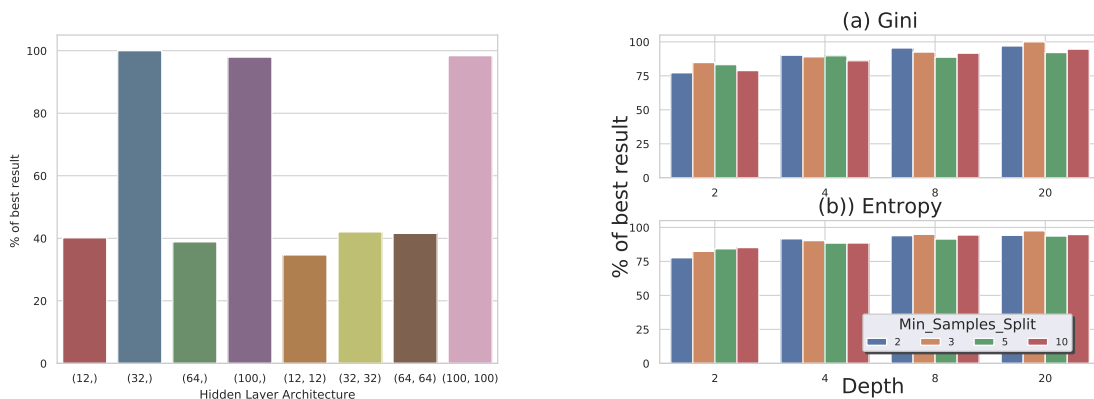 100
80
60
40
20
0
% of best result
(12,) (32,) (64,) (100,) (12, 12) (32, 32) (64, 64) (100, 100)
Hidden Layer Architecture
(a) Gini
100
75
50
25
0
2 4 8 20
% of best result
(b)) Entropy
100
75
50
25
0
Min_Samples_Split
2 3 5 10
2 4 8 20
Depth